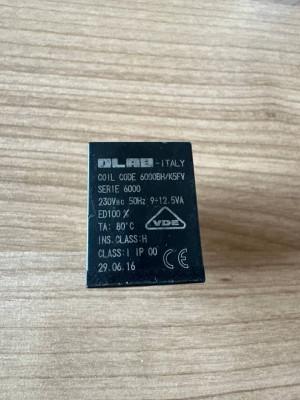 OLAB - ITALY
COIL CODE 6000BH/K5FV
SERIE 6000
230Vac 50Hz 9÷12.5VA
ED100%
TA: 80°C
INS.CLASS:H
CLASS:I IP 00
29.06.16
VDE
CE